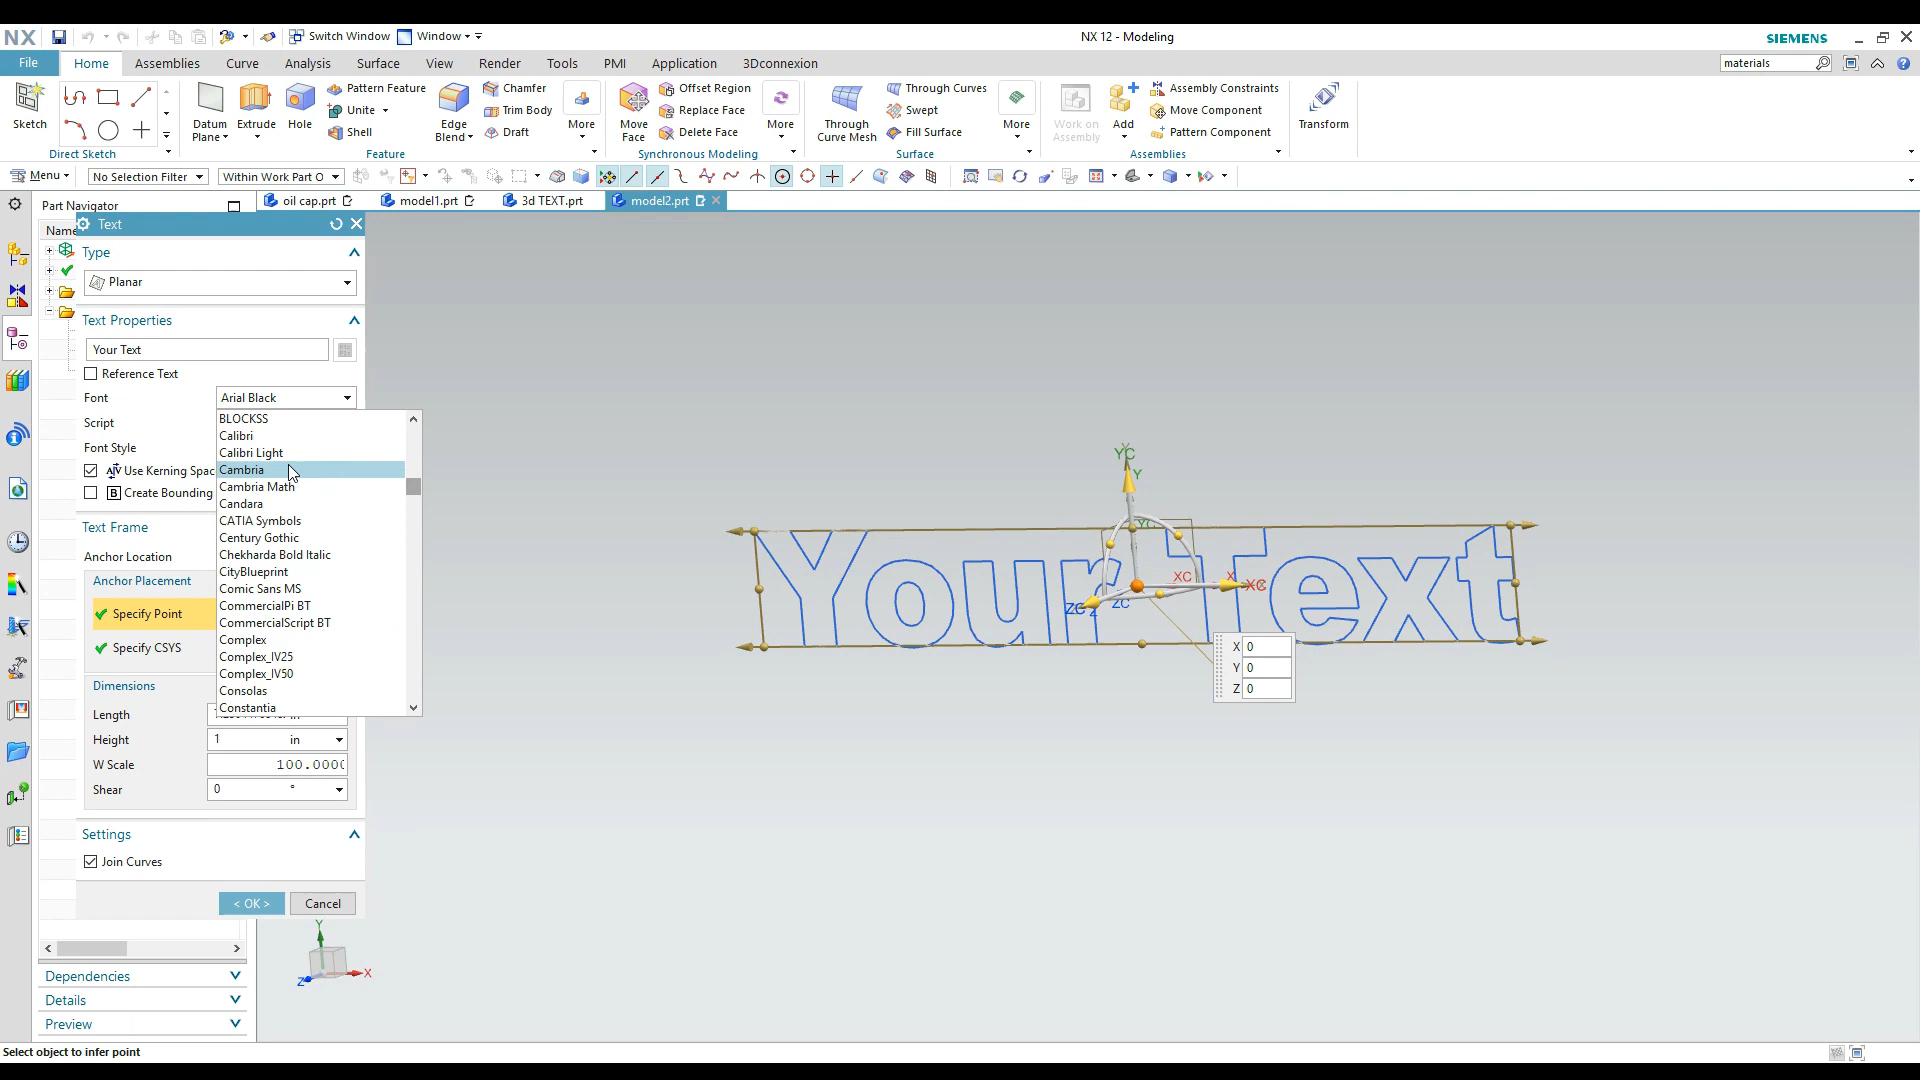 NX
Switch Window
Window
NX 12 - Modeling
SIEMENS
File
Home
Assemblies
Curve
Analysis
Surface
View
Render
Tools
PMI
Application
3Dconnexion
materials
Sketch
Direct Sketch
Datum Plane
Extrude
Hole
Pattern Feature
Unite
Shell
Edge Blend
Chamfer
Trim Body
Draft
More
Feature
Move Face
Offset Region
Replace Face
Delete Face
More
Synchronous Modeling
Through Curve Mesh
Through Curves
Swept
Fill Surface
More
Surface
Work on Assembly
Add
Assembly Constraints
Move Component
Pattern Component
Assemblies
Transform
Menu
No Selection Filter
Within Work Part O
Part Navigator
oil cap.prt
model1.prt
3d TEXT.prt
model2.prt
Name
Text
Type
Planar
Text Properties
Your Text
Reference Text
Font
Arial Black
Script
Font Style
Use Kerning Spac
B Create Bounding
Text Frame
Anchor Location
Anchor Placement
Specify Point
Specify CSYS
Dimensions
Length
Height
1 in
W Scale
100.0000
Shear
0 °
Settings
Join Curves
< OK >
Cancel
BLOCKSS
Calibri
Calibri Light
Cambria
Cambria Math
Candara
CATIA Symbols
Century Gothic
Chekharda Bold Italic
CityBlueprint
Comic Sans MS
CommercialPi BT
CommercialScript BT
Complex
Complex_IV25
Complex_IV50
Consolas
Constantia
Your Text
YC
Y
YC
XC
X
XC
ZC
Z
ZC
X 0
Y 0
Z 0
Y
X
Z
Dependencies
Details
Preview
Select object to infer point